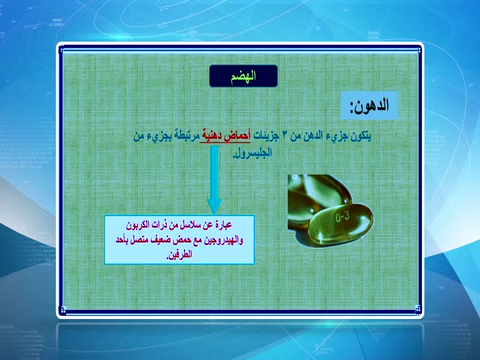 الهضم
الدهون:
يتكون جزيء الدهن من ٣ جزيئات أحماض دهنية مرتبطة بجزيء من
الجليسرول.
عبارة عن سلاسل من ذرات الكربون
والهيدروجين مع حمض ضعيف متصل بأحد
الطرفين.
O-3